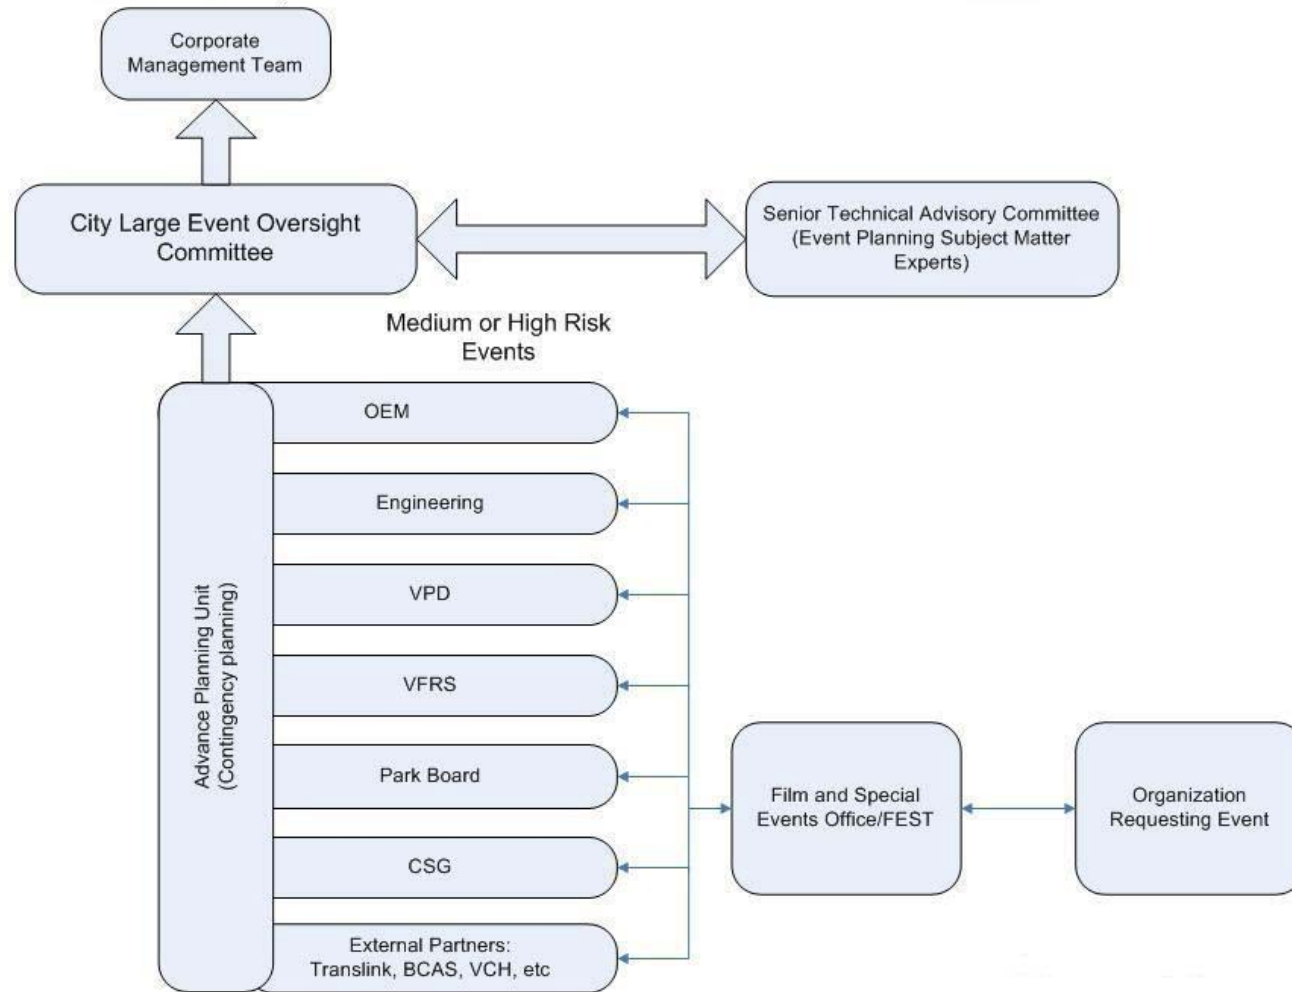 Corporate
Management Team
City Large Event Oversight
Committee
Senior Technical Advisory Committee
(Event Planning Subject Matter
Experts)
Medium or High Risk
Events
OEM
Engineering
VPD
VFRS
Park Board
CSG
External Partners:
Translink, BCAS, VCH, etc
Advance Planning Unit
(Contingency planning)
Film and Special
Events Office/FEST
Organization
Requesting Event